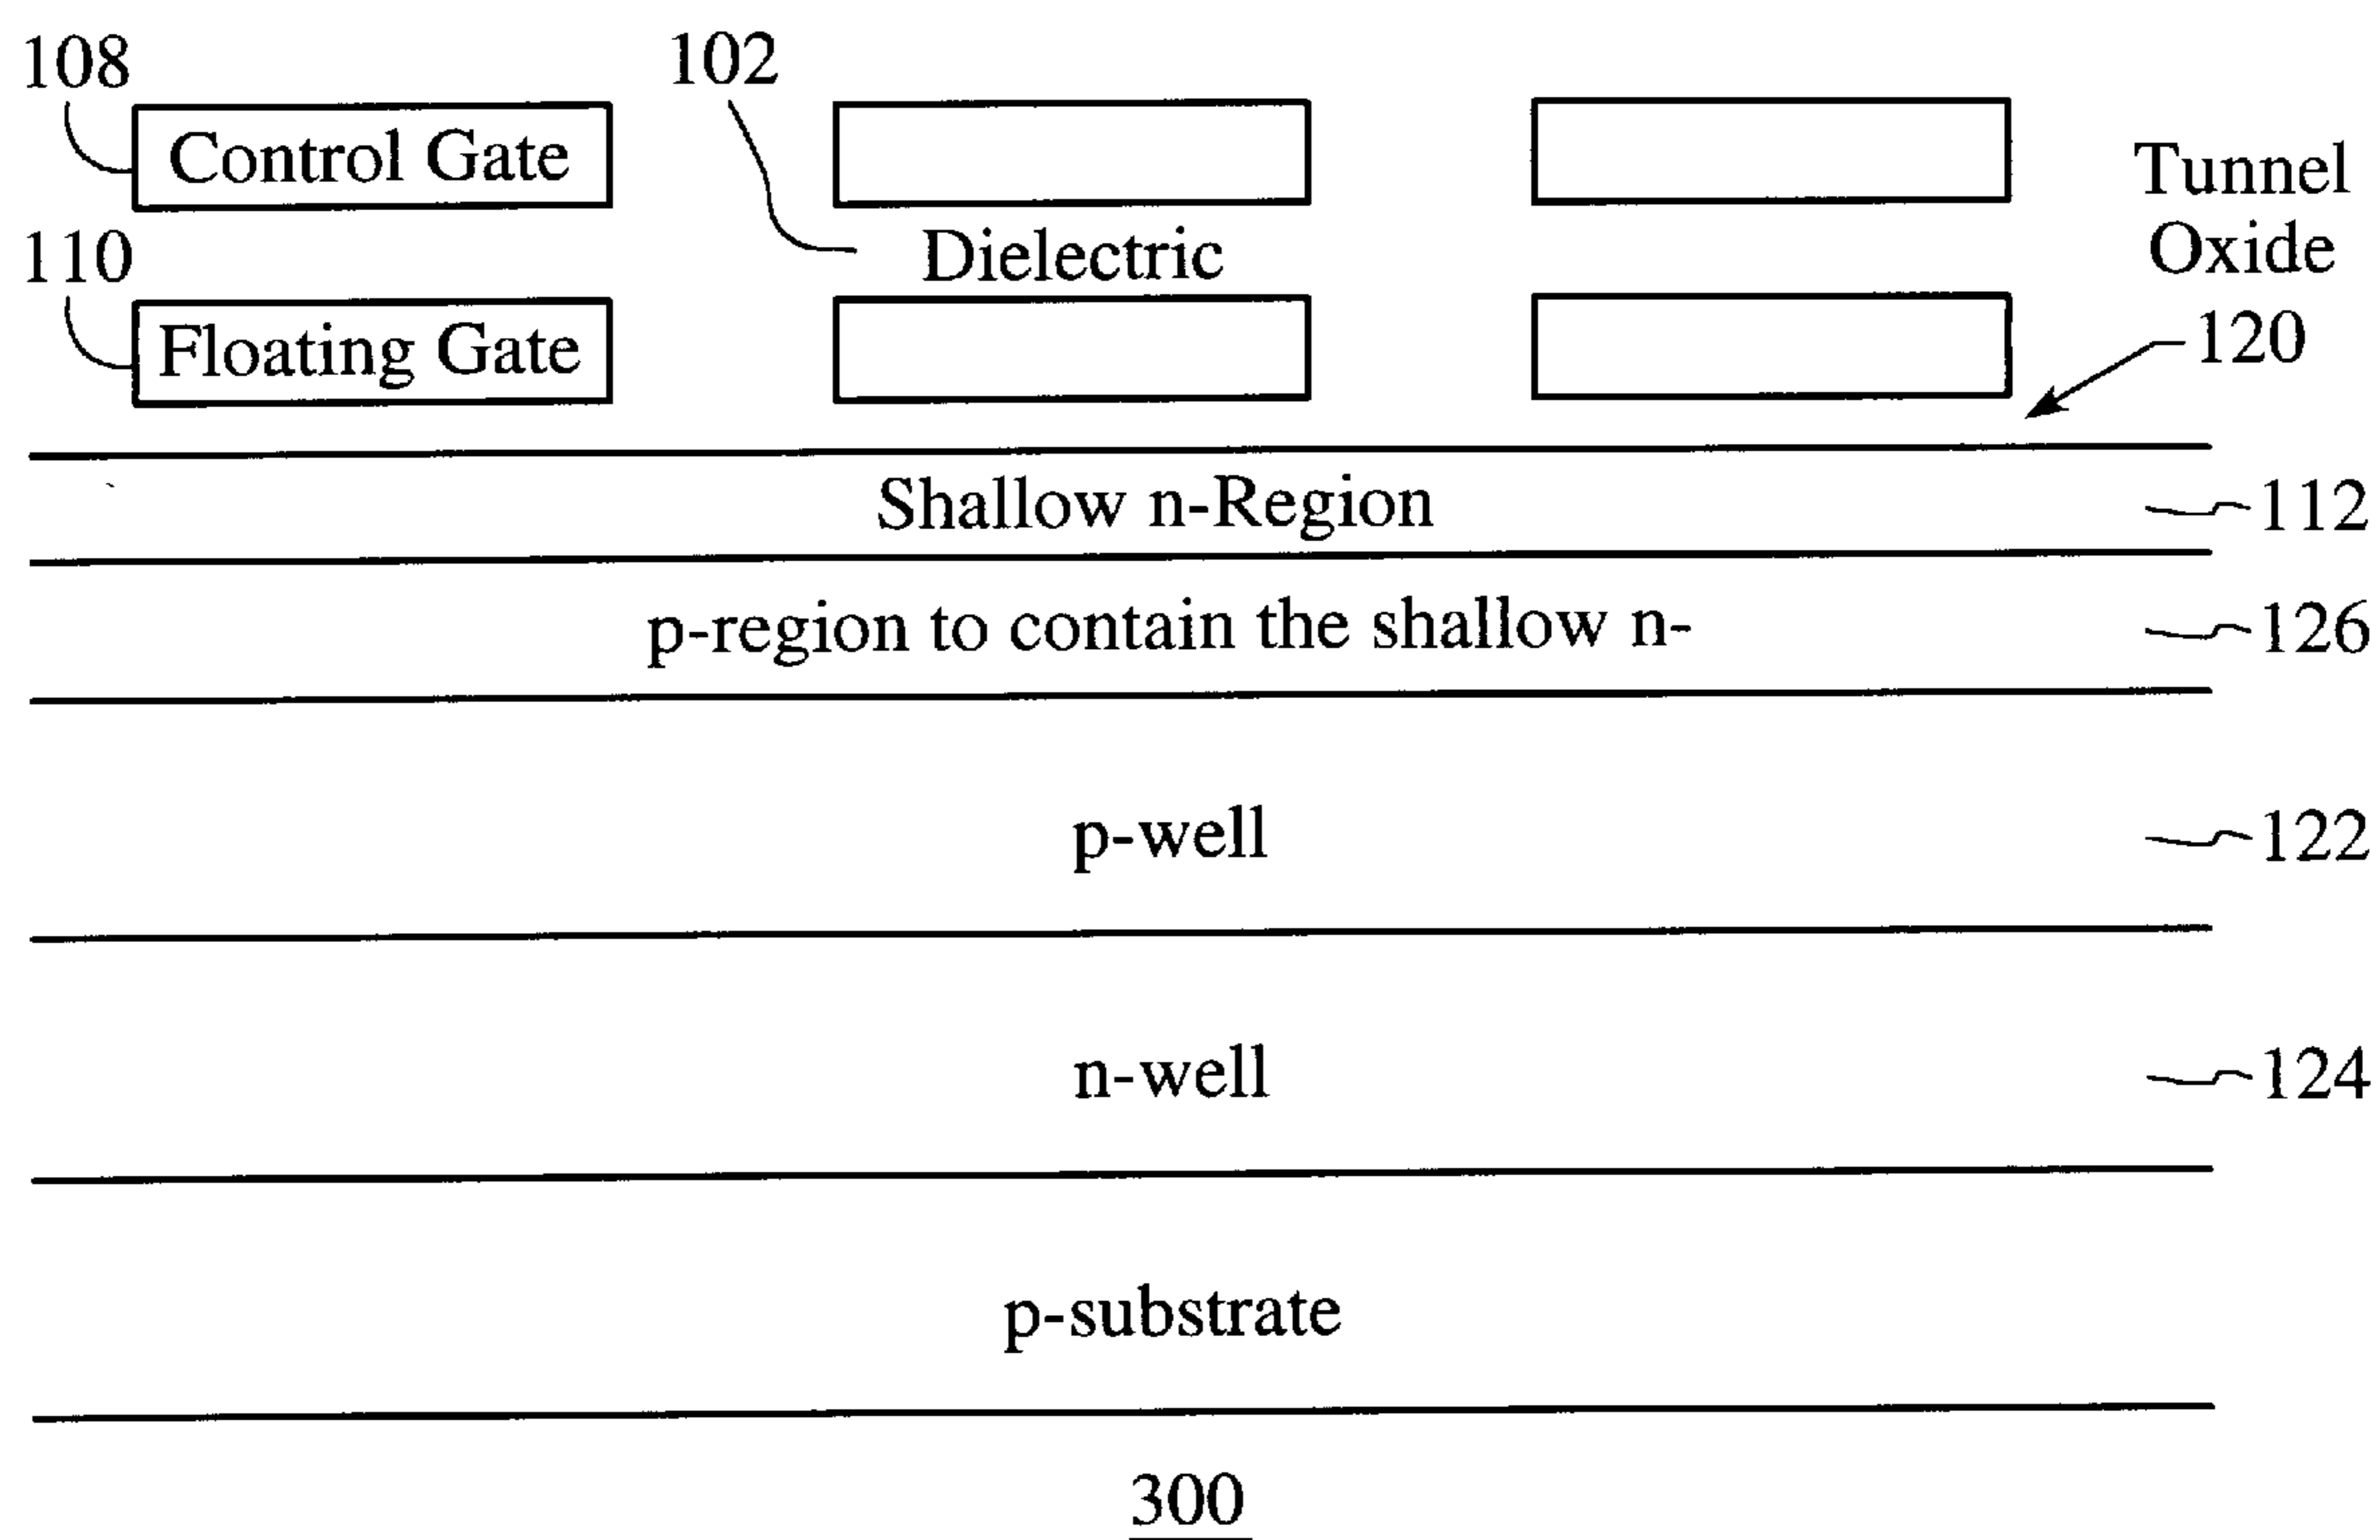 108
102
Control Gate
Tunnel
Oxide
110
Dielectric
Floating Gate
120
Shallow n-Region
112
p-region to contain the shallow n-
126
p-well
122
n-well
124
p-substrate
300